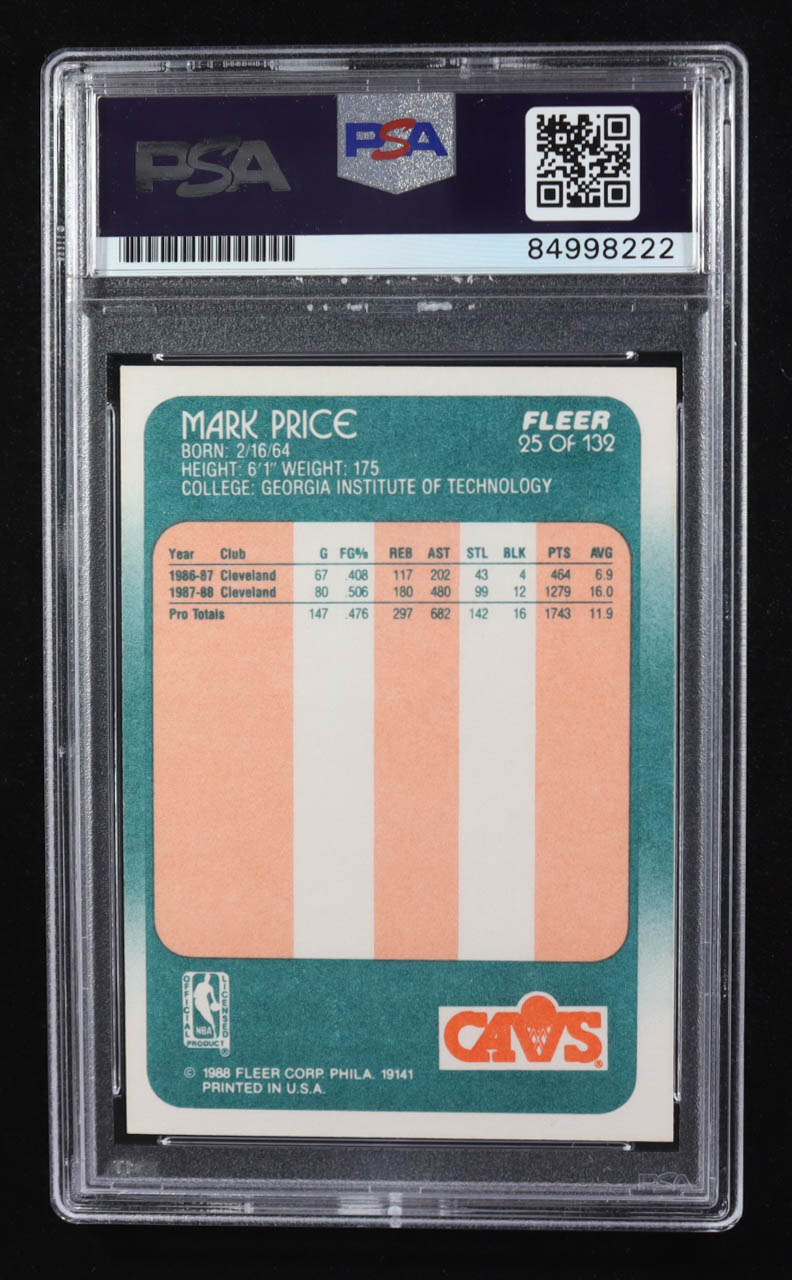 PSA
PSA
84998222
MARK PRICE
FLEER
25 OF 132
BORN: 2/16/64
HEIGHT: 6'1" WEIGHT: 175
COLLEGE: GEORGIA INSTITUTE OF TECHNOLOGY
Year Club G FG% REB AST STL BLK PTS AVG
1986-87 Cleveland 67 .408 117 202 43 4 464 6.9
1987-88 Cleveland 80 .506 180 480 99 12 1279 16.0
Pro Totals 147 .476 297 682 142 16 1743 11.9
OFFICIAL LICENSED
NBA
PRODUCT ®
CAVS ®
© 1988 FLEER CORP. PHILA. 19141
PRINTED IN U.S.A.
PSA